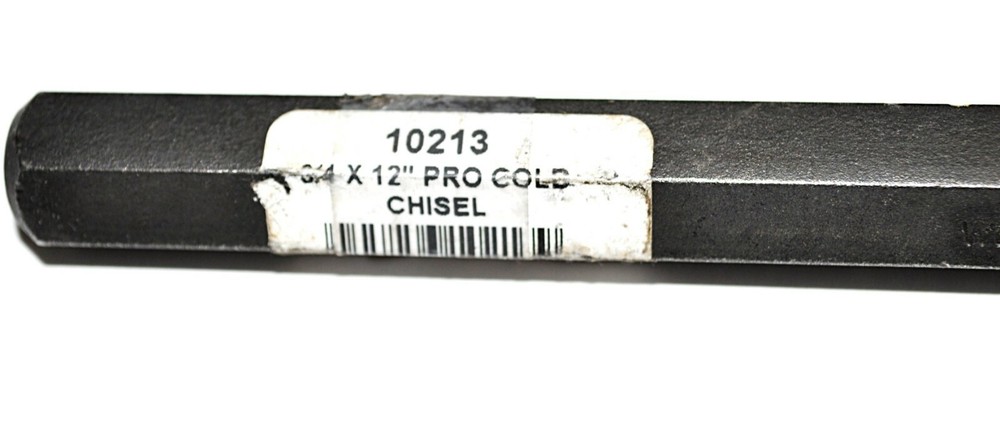 10213
3/4 X 12" PRO COLD
CHISEL